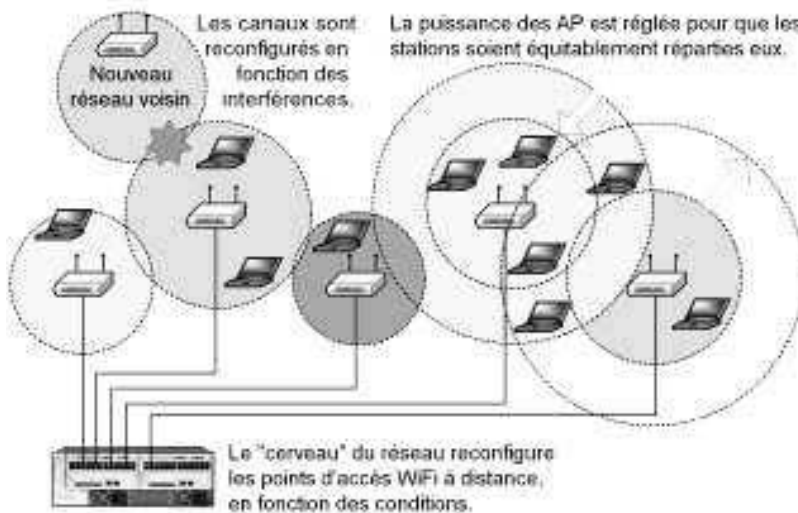 Les canaux sont
reconfigurés en
fonction des
interférences.
La puissance des AP est réglée pour que les
stations soient équitablement réparties eux.
Nouveau
réseau voisin
Le "cerveau" du réseau reconfigure
les points d'accès WiFi à distance,
en fonction des conditions.